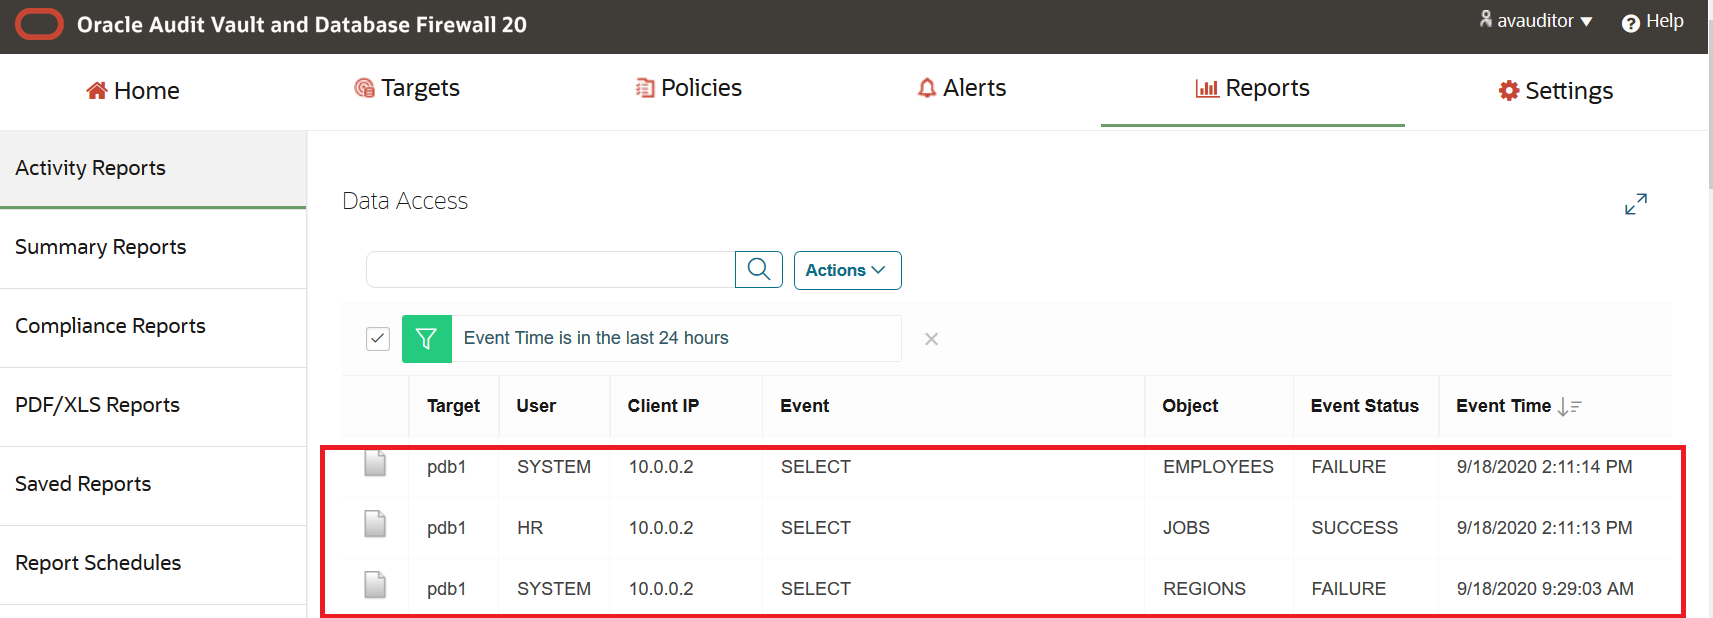 Oracle Audit Vault and Database Firewall 20
avauditor
? Help
Home
Targets
Policies
Alerts
Reports
Settings
Activity Reports
Summary Reports
Compliance Reports
PDF/XLS Reports
Saved Reports
Report Schedules
Data Access
Actions
Event Time is in the last 24 hours
Target User Client IP Event Object Event Status Event Time
pdb1 SYSTEM 10.0.0.2 SELECT EMPLOYEES FAILURE 9/18/2020 2:11:14 PM
pdb1 HR 10.0.0.2 SELECT JOBS SUCCESS 9/18/2020 2:11:13 PM
pdb1 SYSTEM 10.0.0.2 SELECT REGIONS FAILURE 9/18/2020 9:29:03 AM